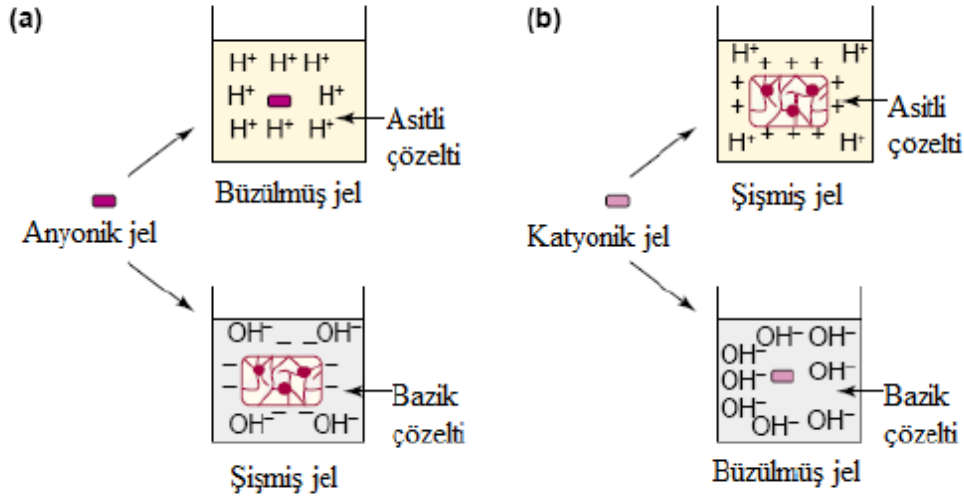 (a)
H+ H+ H+
H+ H+
H+ H+ H+
Asitli
çözelti
Büzülmüş jel
Anyonik jel
OH− − − OH−
− −
− −
− −
OH− OH−
Bazik
çözelti
Şişmiş jel
(b)
H+ + + + H+
+ +
+ +
H+ + + + + H+
Asitli
çözelti
Şişmiş jel
Katyonik jel
OH− OH−
OH−
OH− OH−
OH−
OH− OH−
Bazik
çözelti
Büzülmüş jel